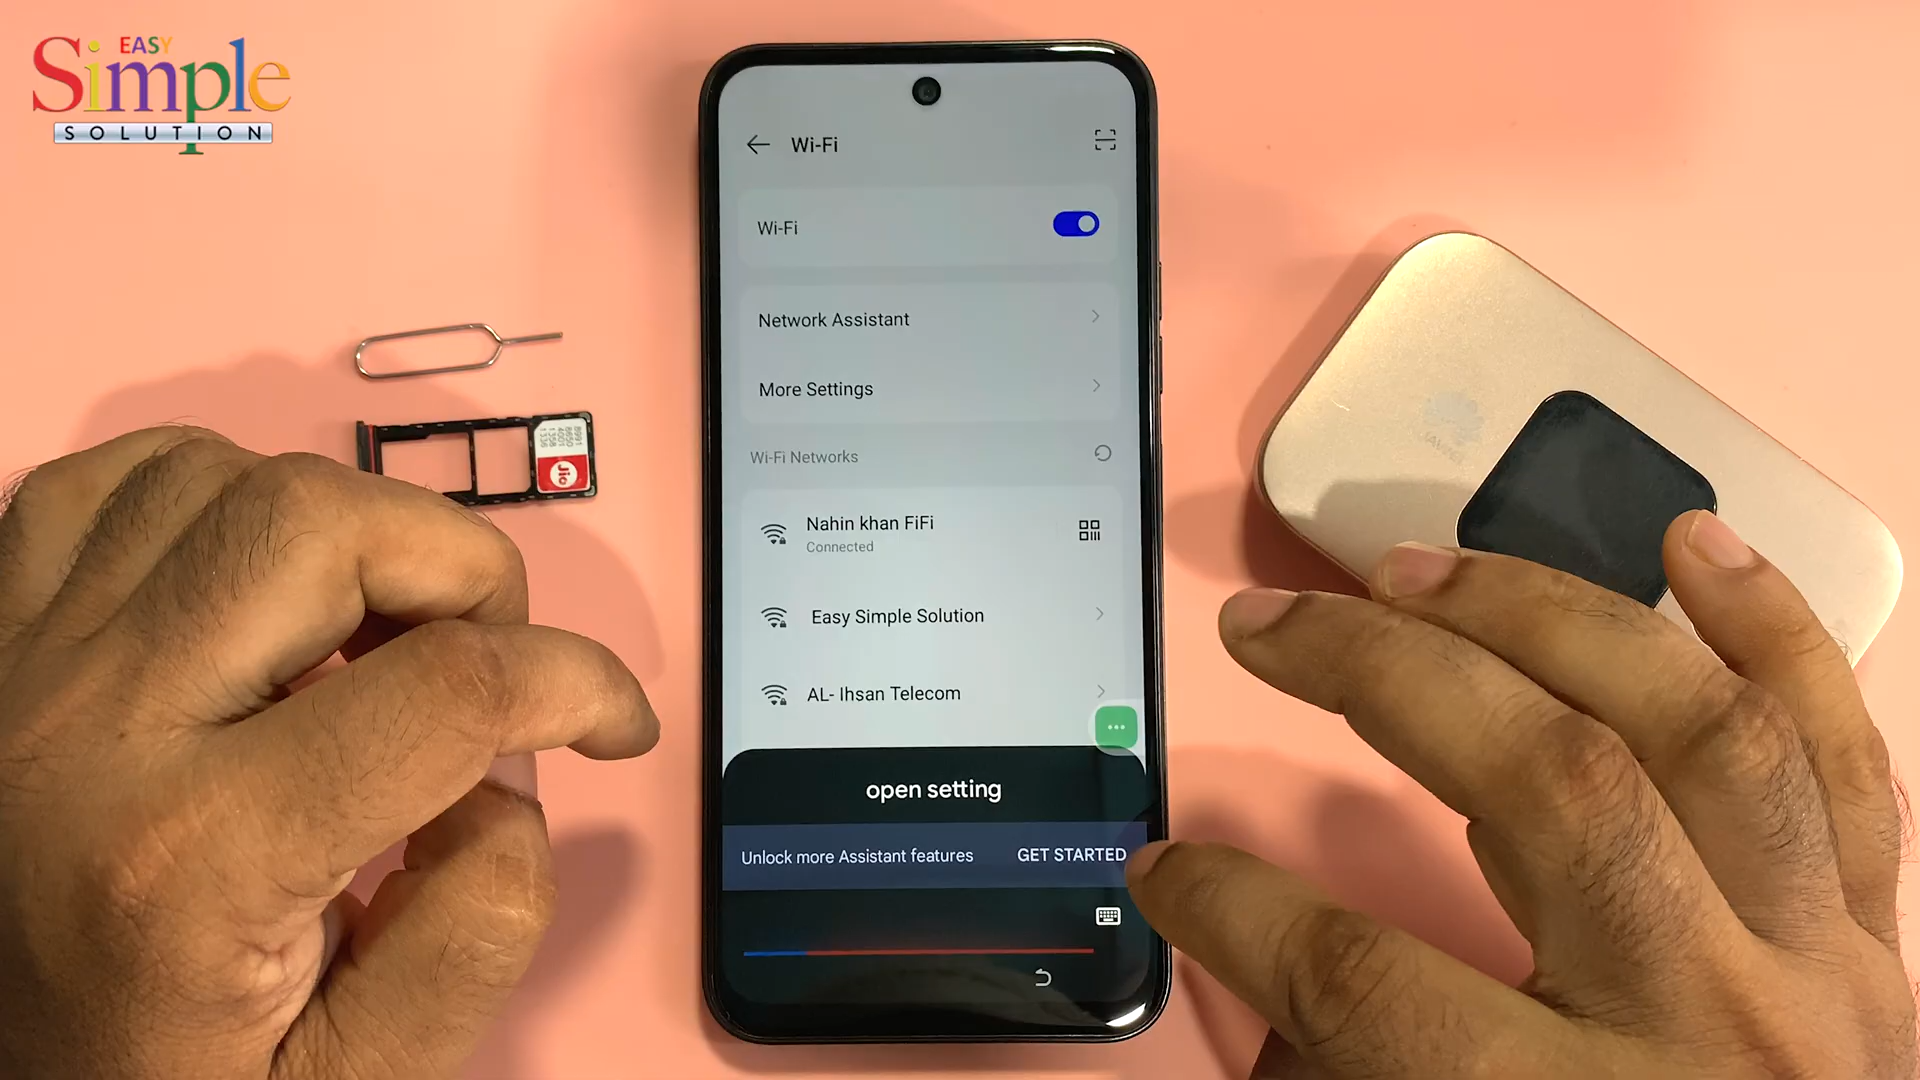 EASY
Simple
SOLUTION
Wi-Fi
Wi-Fi
Network Assistant
More Settings
Wi-Fi Networks
Nahin khan FiFi
Connected
Easy Simple Solution
AL- Ihsan Telecom
open setting
Unlock more Assistant features
GET STARTED
Jio